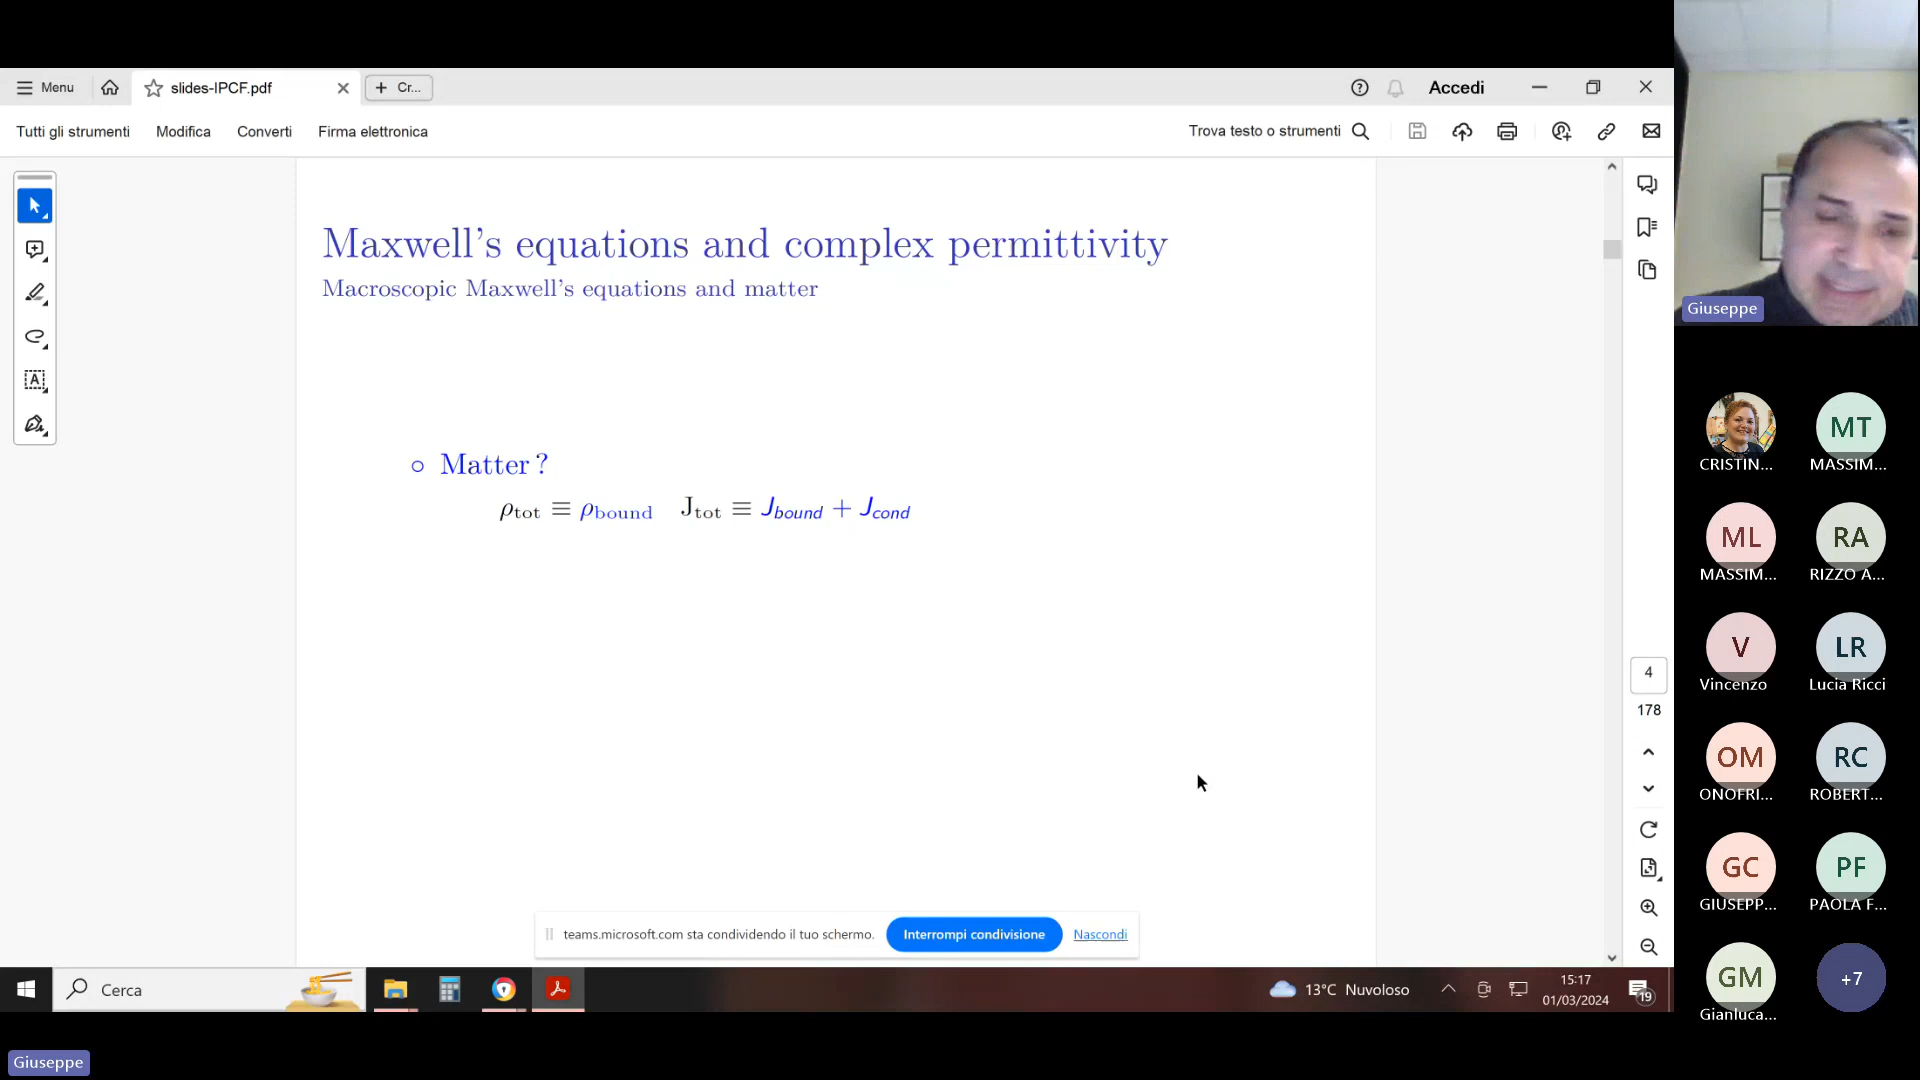 Menu
slides-IPCF.pdf
Cr...
Accedi
Tutti gli strumenti
Modifica
Converti
Firma elettronica
Trova testo o strumenti
Maxwell's equations and complex permittivity
Macroscopic Maxwell's equations and matter
Matter ?
ρtot ≡ ρbound Jtot ≡ Jbound + Jcond
4
178
teams.microsoft.com sta condividendo il tuo schermo.
Interrompi condivisione
Nascondi
Cerca
13°C Nuvoloso
15:17
01/03/2024
19
Giuseppe
Giuseppe
MT
CRISTIN...
MASSIM...
ML
RA
MASSIM...
RIZZO A...
V
LR
Vincenzo
Lucia Ricci
OM
RC
ONOFRI...
ROBERT...
GC
PF
GIUSEPP...
PAOLA F...
GM
+7
Gianluca...